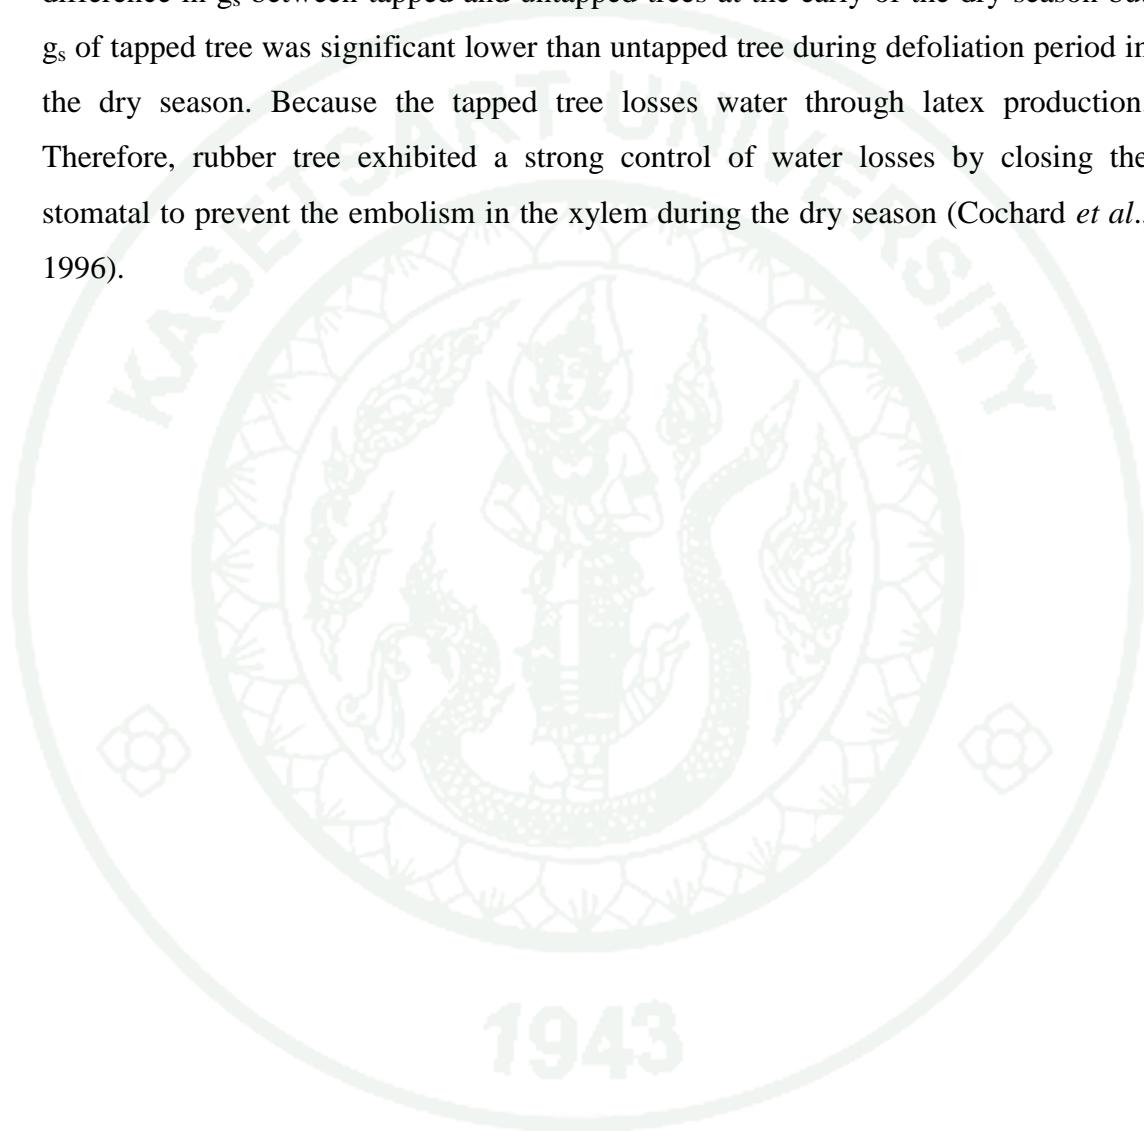 difference in gs between tapped and untapped trees at the early of the dry season but
gs of tapped tree was significant lower than untapped tree during defoliation period in
the dry season. Because the tapped tree losses water through latex production.
Therefore, rubber tree exhibited a strong control of water losses by closing the
stomatal to prevent the embolism in the xylem during the dry season (Cochard et al.,
1996).
KASETSART UNIVERSITY
1943